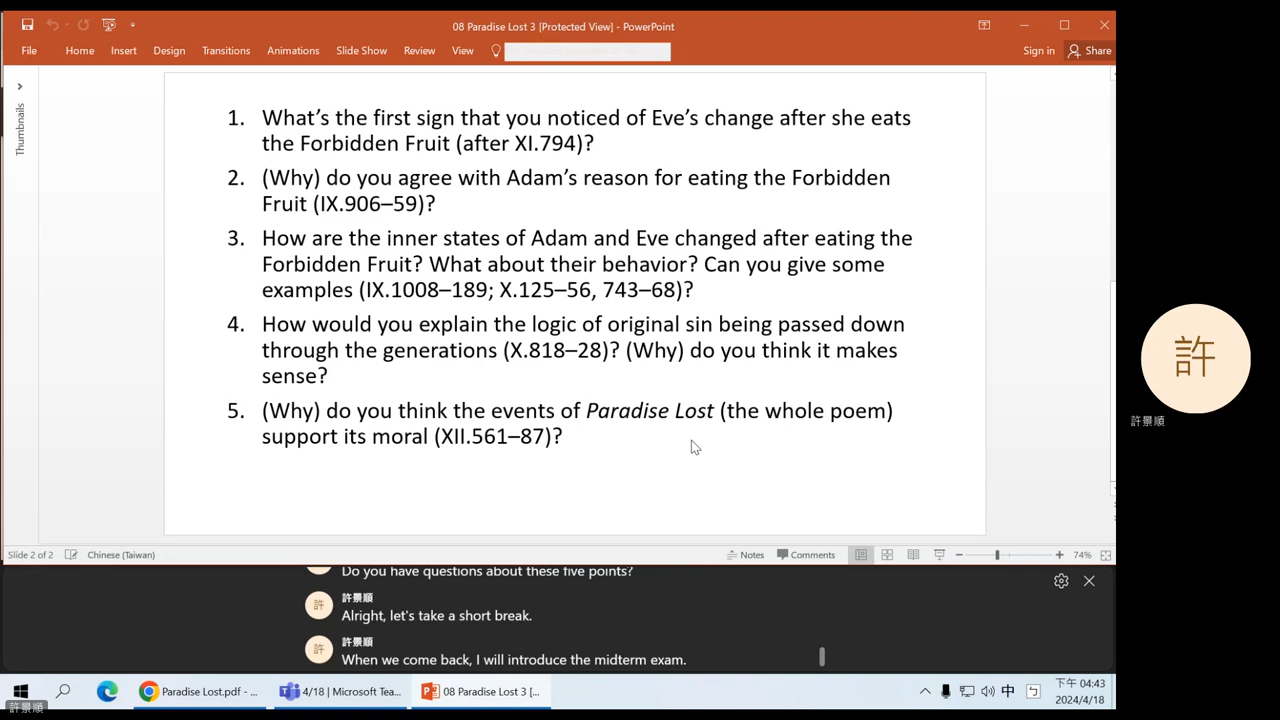 08 Paradise Lost 3 [Protected View] - PowerPoint
File Home Insert Design Transitions Animations Slide Show Review View Sign in Share
Thumbnails
1. What's the first sign that you noticed of Eve's change after she eats
the Forbidden Fruit (after XI.794)?
2. (Why) do you agree with Adam's reason for eating the Forbidden
Fruit (IX.906–59)?
3. How are the inner states of Adam and Eve changed after eating the
Forbidden Fruit? What about their behavior? Can you give some
examples (IX.1008–189; X.125–56, 743–68)?
4. How would you explain the logic of original sin being passed down
through the generations (X.818–28)? (Why) do you think it makes
sense?
5. (Why) do you think the events of Paradise Lost (the whole poem)
support its moral (XII.561–87)?
許
許景順
Slide 2 of 2 Chinese (Taiwan) Notes Comments 74%
Do you have questions about these five points?
許
許景順
Alright, let's take a short break.
許
許景順
When we come back, I will introduce the midterm exam.
Paradise Lost.pdf - ... 4/18 | Microsoft Tea... 08 Paradise Lost 3 [... 中 ㄅ 下午 04:43
2024/4/18
許景順